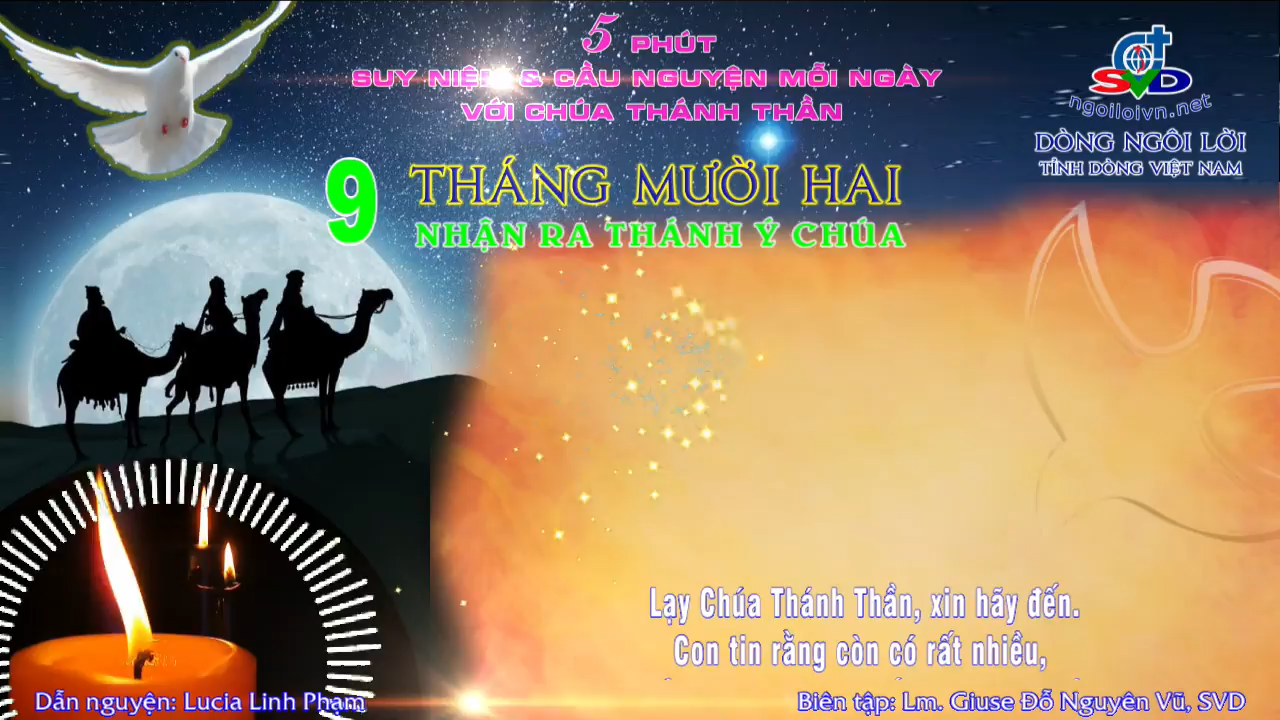 5 PHÚT
SUY NIỆM & CẦU NGUYỆN MỖI NGÀY
VỚI CHÚA THÁNH THẦN
SVD
ngoiloivn.net
DÒNG NGÔI LỜI
TỈNH DÒNG VIỆT NAM
9 THÁNG MƯỜI HAI
NHẬN RA THÁNH Ý CHÚA
Lạy Chúa Thánh Thần, xin hãy đến.
Con tin rằng còn có rất nhiều,
Dẫn nguyện: Lucia Linh Phạm
Biên tập: Lm. Giuse Đỗ Nguyên Vũ, SVD